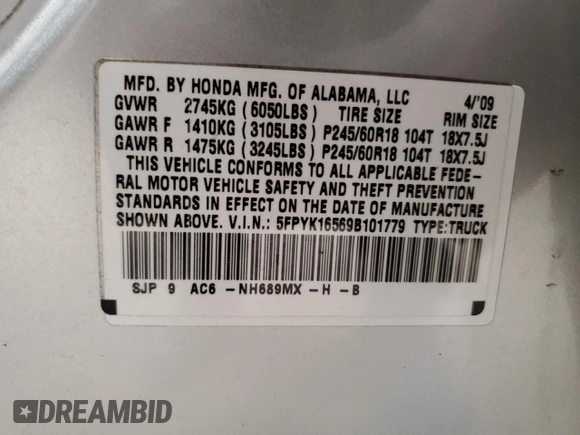 MFD. BY HONDA MFG. OF ALABAMA, LLC 4/'09
GVWR 2745KG (6050LBS) TIRE SIZE RIM SIZE
GAWR F 1410KG (3105LBS) P245/60R18 104T 18X7.5J
GAWR R 1475KG (3245LBS) P245/60R18 104T 18X7.5J
THIS VEHICLE CONFORMS TO ALL APPLICABLE FEDE-
RAL MOTOR VEHICLE SAFETY AND THEFT PREVENTION
STANDARDS IN EFFECT ON THE DATE OF MANUFACTURE
SHOWN ABOVE. V.I.N.: 5FPYK16569B101779 TYPE:TRUCK
SJP 9 AC6 -NH689MX -H -B
DREAMBID